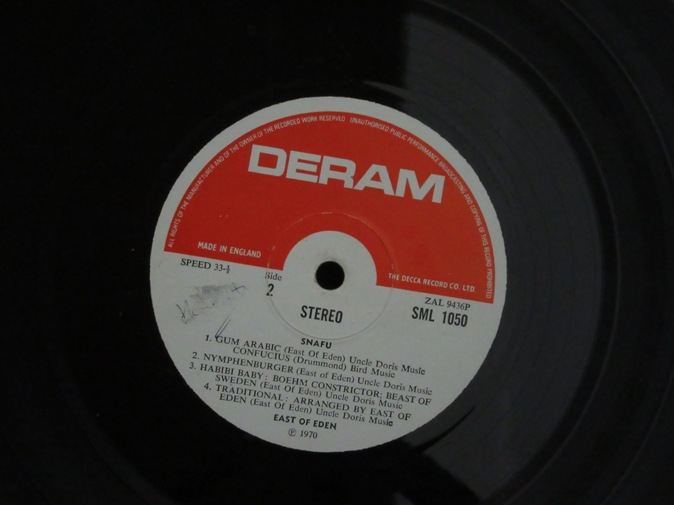 ALL RIGHTS OF THE MANUFACTURER AND OF THE OWNER OF THE RECORDED WORK RESERVED UNAUTHORISED PUBLIC PERFORMANCE BROADCASTING AND COPYING OF THIS RECORD PROHIBITED
DERAM
MADE IN ENGLAND
THE DECCA RECORD CO. LTD.
SPEED 33-⅓
Side
2
STEREO
ZAL 9436P
SML 1050
SNAFU
1. GUM ARABIC (East Of Eden) Uncle Doris Music
CONFUCIUS (Drummond) Bird Music
2. NYMPHENBURGER (East of Eden) Uncle Doris Music
3. HABIBI BABY: BOEHM CONSTRICTOR; BEAST OF
SWEDEN (East Of Eden) Uncle Doris Music
4. TRADITIONAL: ARRANGED BY EAST OF
EDEN (East Of Eden) Uncle Doris Music
EAST OF EDEN
℗ 1970